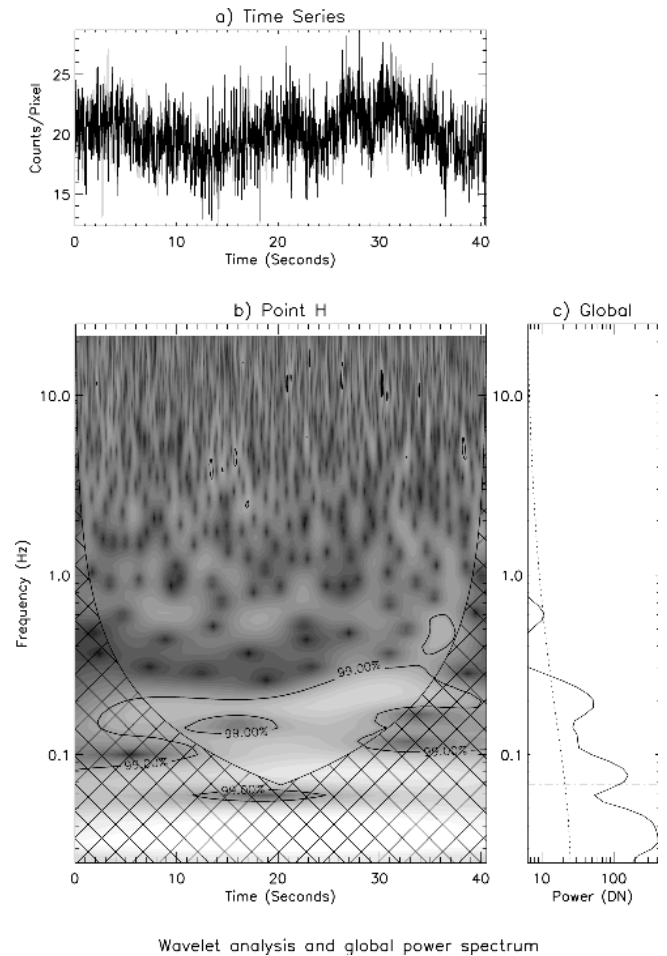 a) Time Series
25
20
15
Counts/Pixel
0 10 20 30 40
Time (Seconds)
b) Point H
c) Global
10.0
10.0
1.0
1.0
0.1
0.1
Frequency (Hz)
99.00%
99.00%
99.00%
99.00%
99.00%
0 10 20 30 40
Time (Seconds)
10 100
Power (DN)
Wavelet analysis and global power spectrum